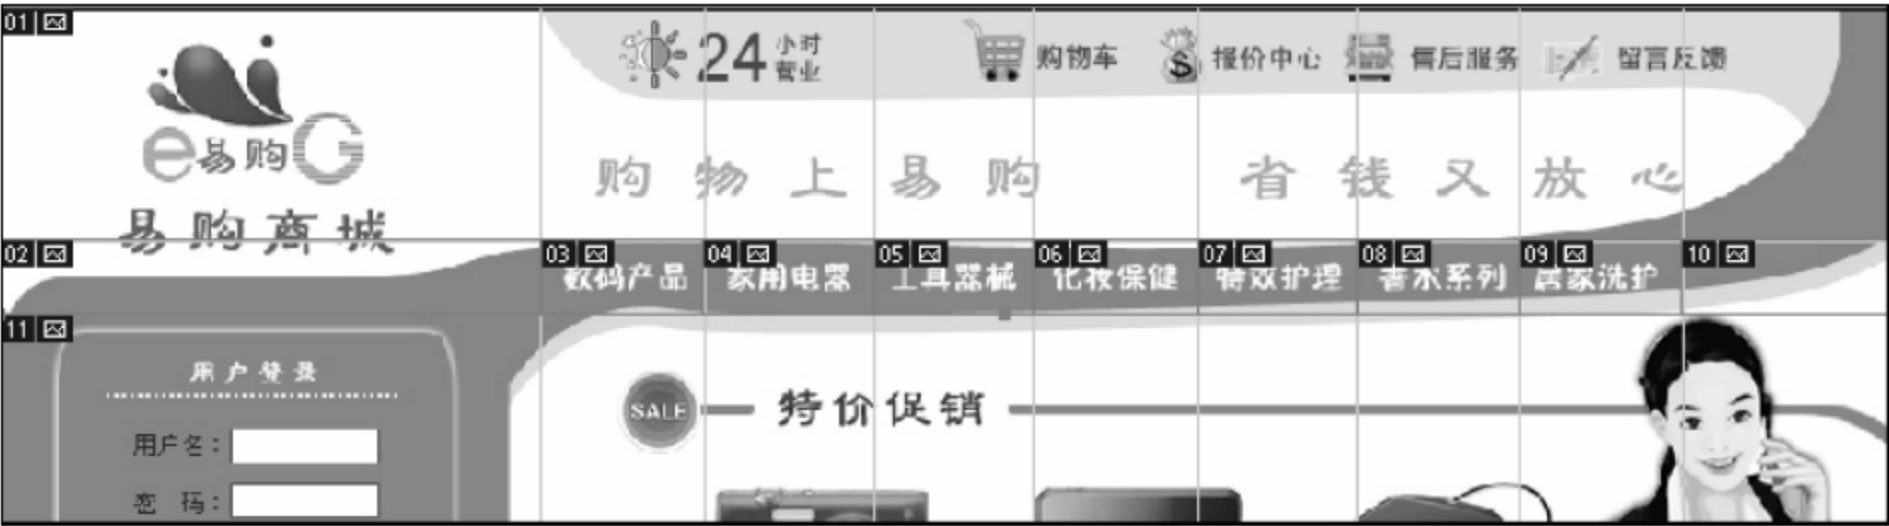 01
24 小时
营业
购物车 报价中心 售后服务 留言反馈
e易购G
易购商城
购物上易购 省钱又放心
02 03 04 05 06 07 08 09 10
数码产品 家用电器 工具器械 化妆保健 特效护理 香水系列 居家洗护
11
用户登录
用户名：
密 码：
SALE 特价促销